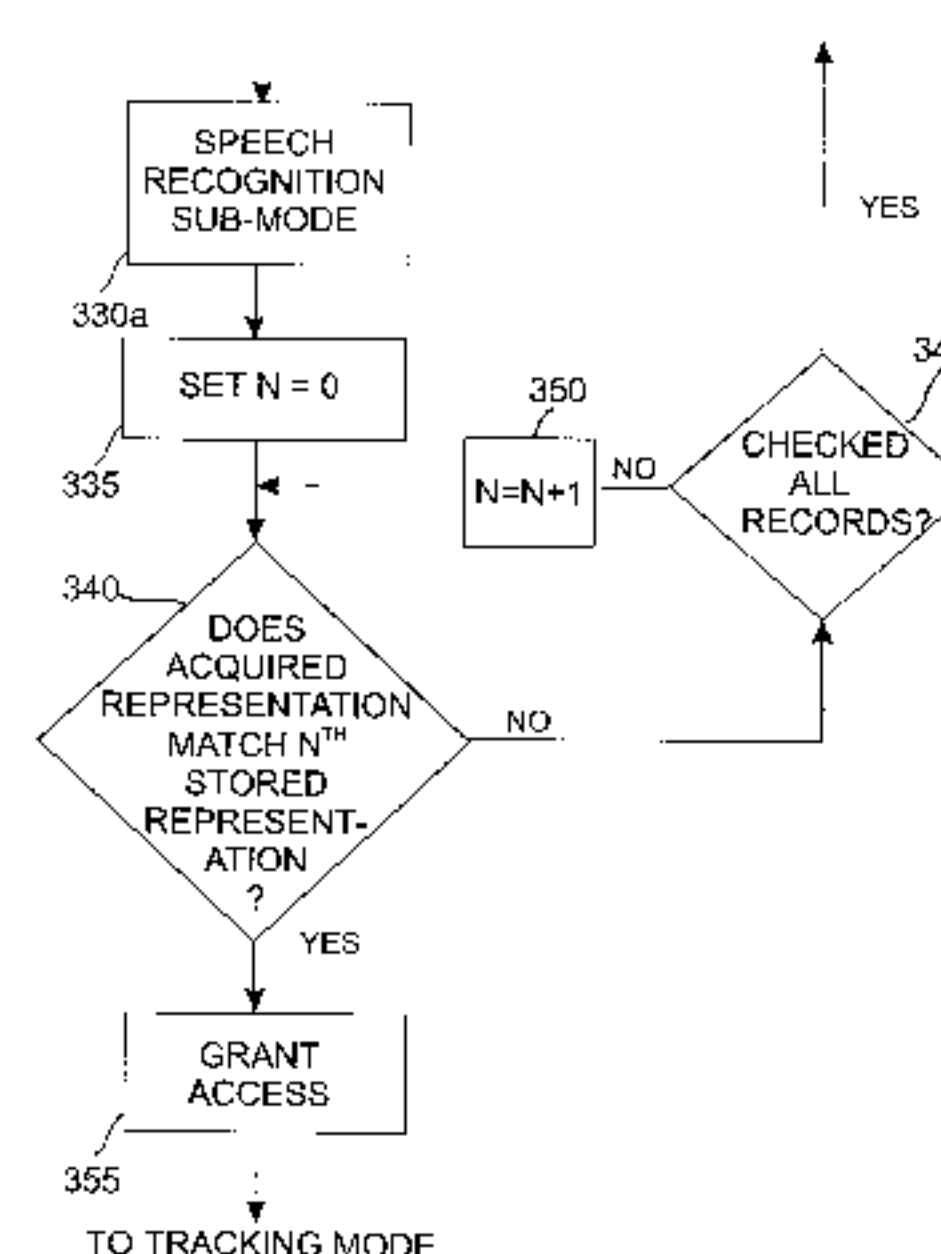 SPEECH
RECOGNITION
SUB-MODE
330a
SET N = 0
335
340
DOES
ACQUIRED
REPRESENTATION
MATCH Nᵀᴴ
STORED
REPRESENT-
ATION
?
NO
YES
GRANT
ACCESS
355
TO TRACKING MODE
350
N=N+1
NO
CHECKED
ALL
RECORDS?
YES